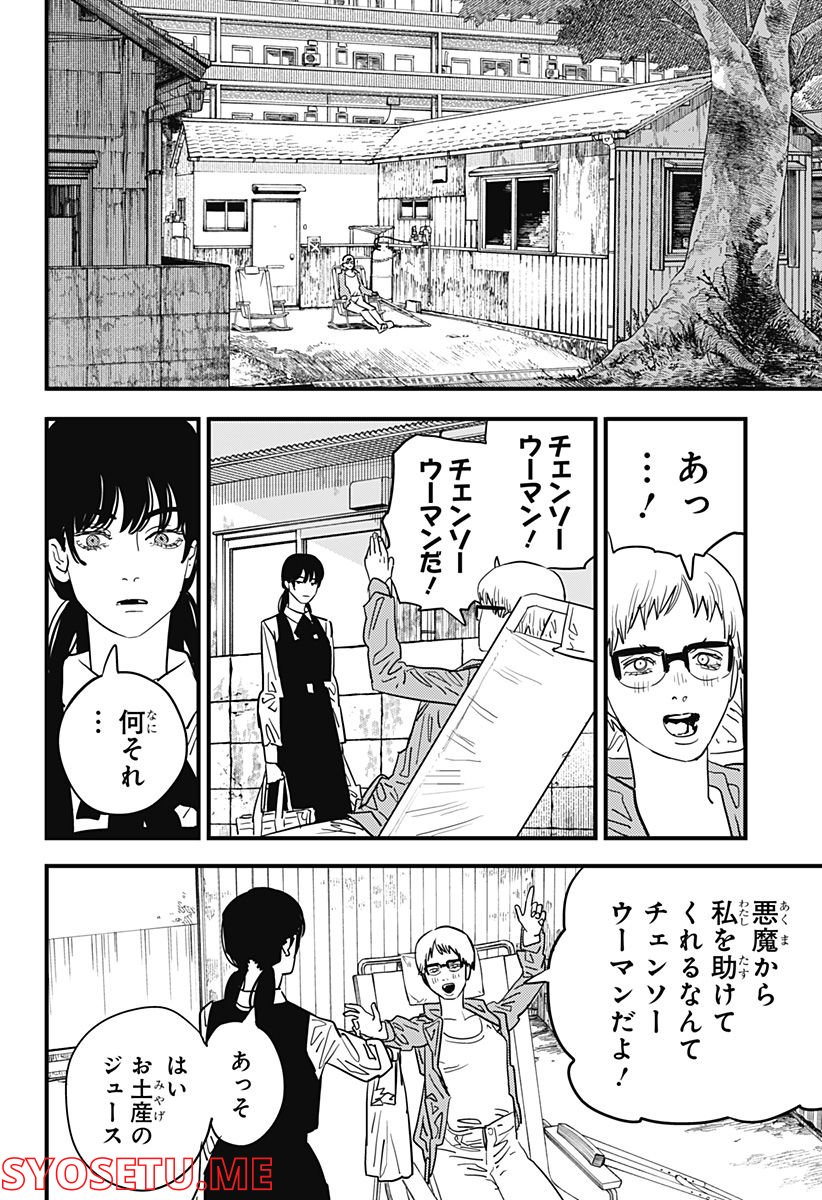 あっ
…！
チェンソー
ウーマン！
チェンソー
ウーマンだ！
何それ
…
悪魔から
私を助けて
くれるなんて
チェンソー
ウーマンだよ！
あっそ
はい
お土産の
ジュース
SYOSETU.ME